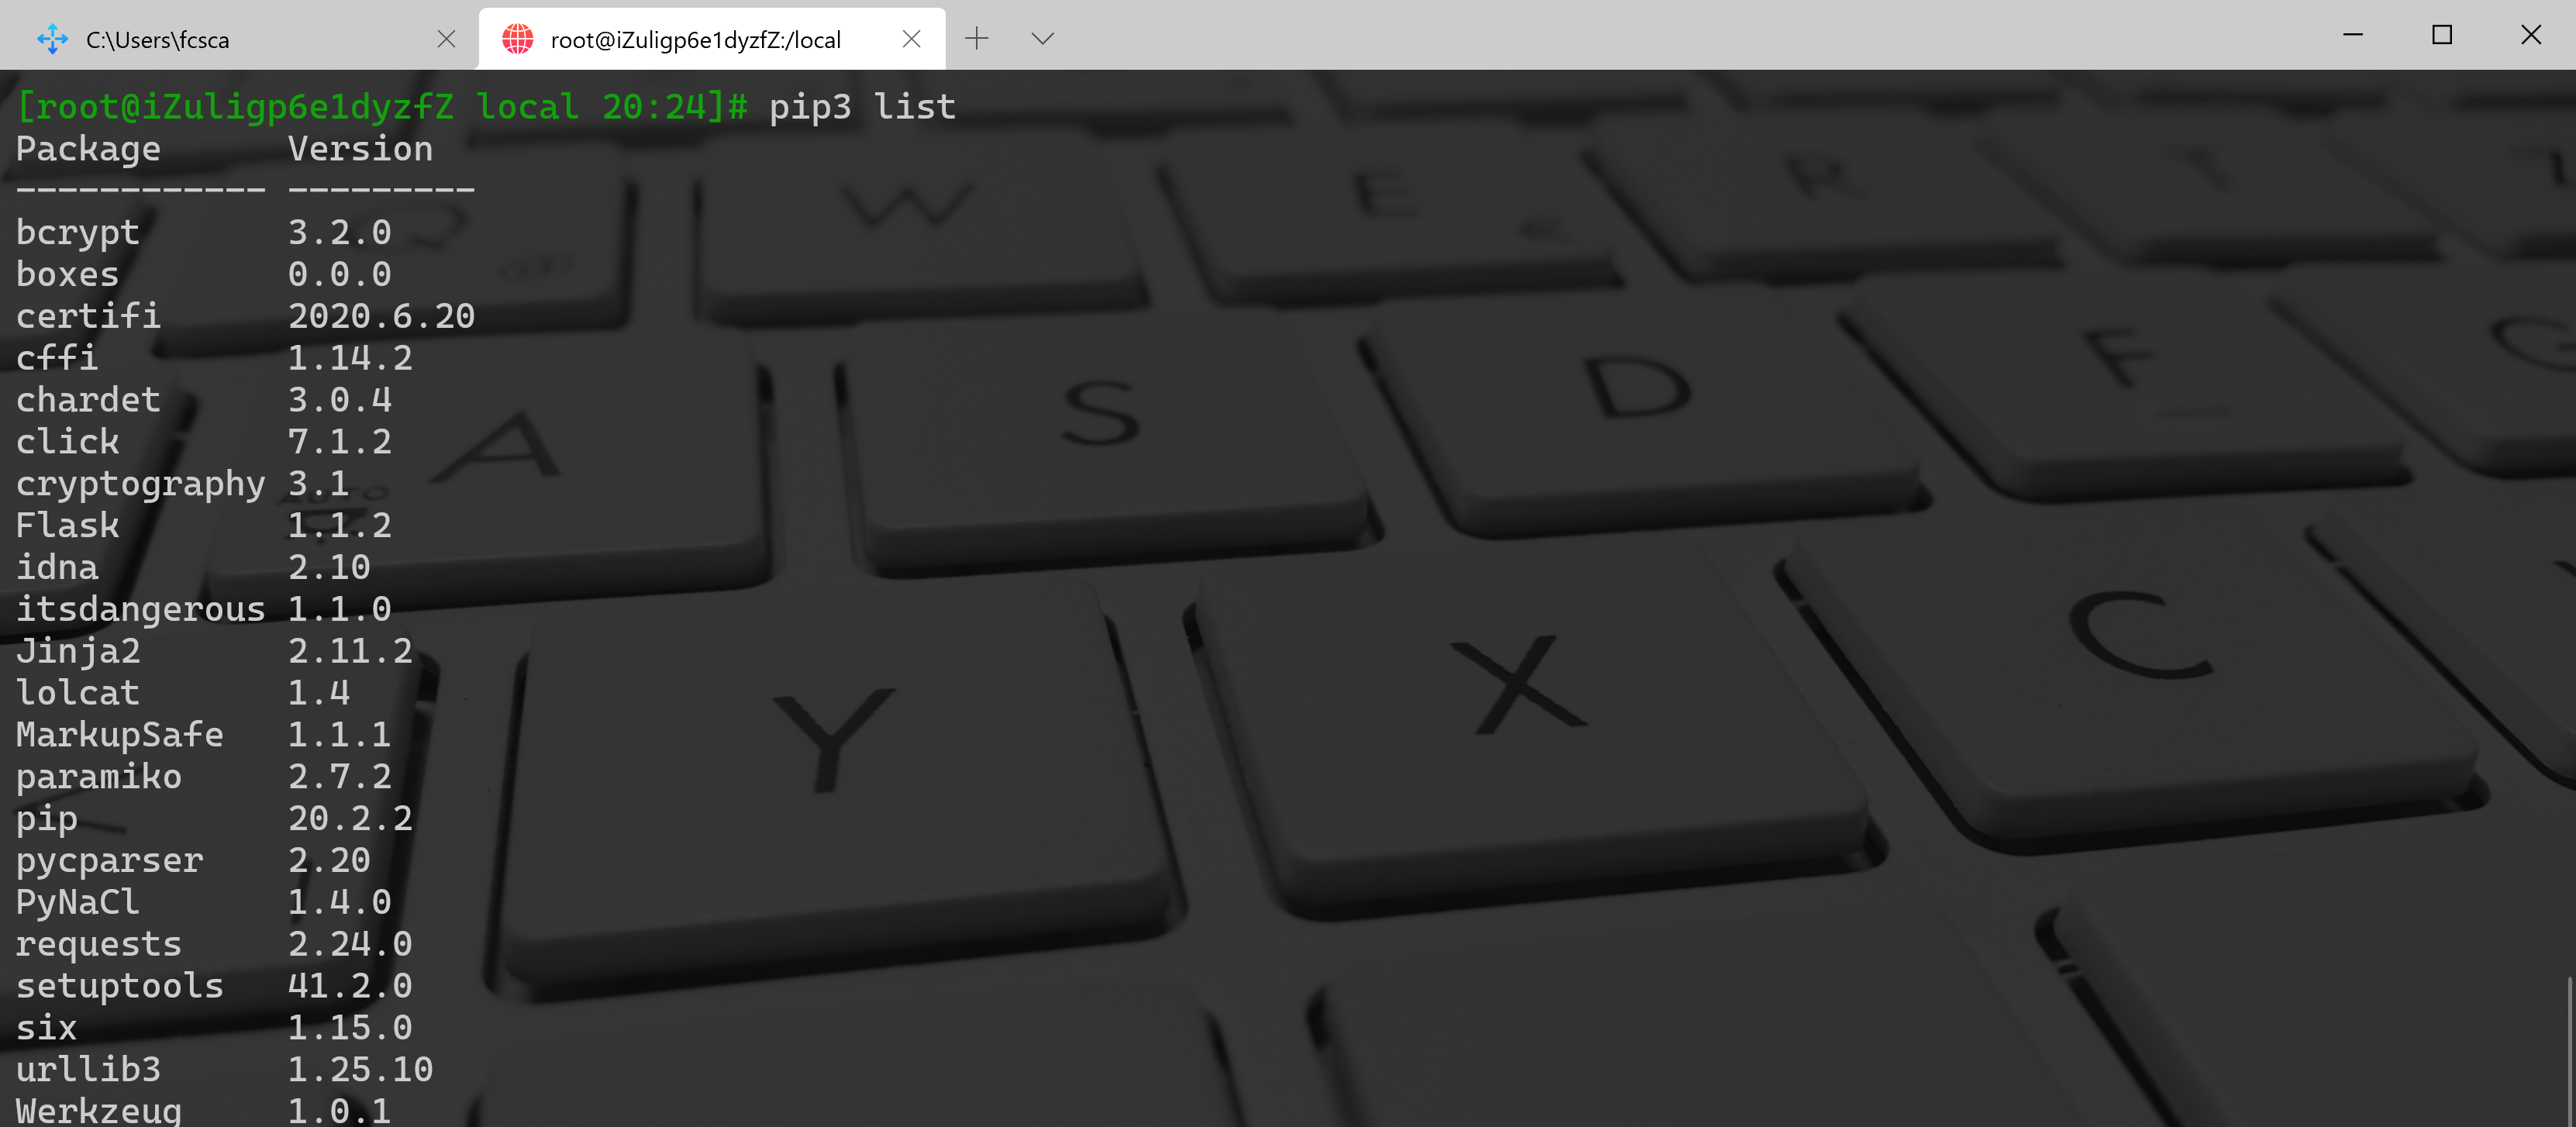 C:\Users\fcsca
root@iZuligp6e1dyzfZ:/local
[root@iZuligp6e1dyzfZ local 20:24]# pip3 list
Package      Version
------------ ---------
bcrypt       3.2.0
boxes        0.0.0
certifi      2020.6.20
cffi         1.14.2
chardet      3.0.4
click        7.1.2
cryptography 3.1
Flask        1.1.2
idna         2.10
itsdangerous 1.1.0
Jinja2       2.11.2
lolcat       1.4
MarkupSafe   1.1.1
paramiko     2.7.2
pip          20.2.2
pycparser    2.20
PyNaCl       1.4.0
requests     2.24.0
setuptools   41.2.0
six          1.15.0
urllib3      1.25.10
Werkzeug     1.0.1
Q W E R
A S D F G
AUTO
Y X C